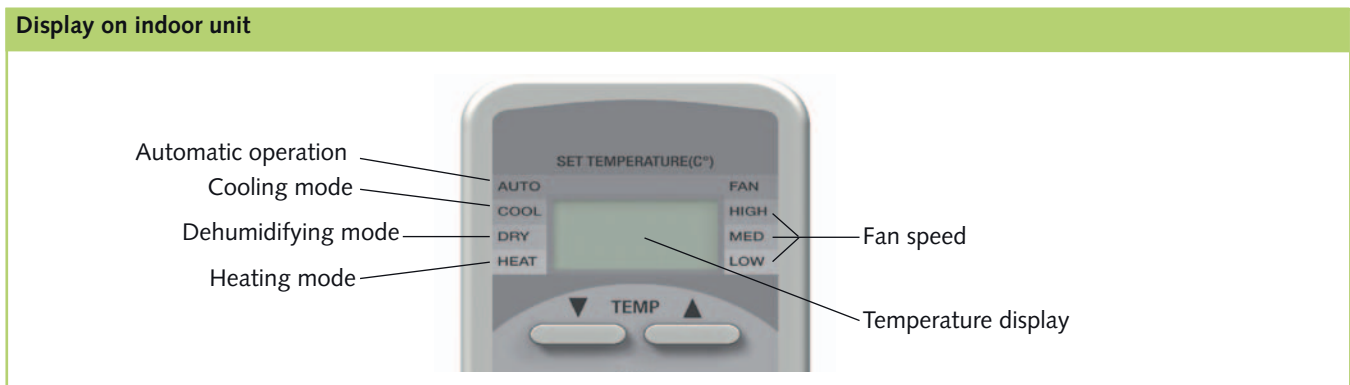 Display on indoor unit
Automatic operation
Cooling mode
Dehumidifying mode
Heating mode
SET TEMPERATURE(C°)
AUTO
COOL
DRY
HEAT
FAN
HIGH
MED
LOW
▼ TEMP ▲
Fan speed
Temperature display